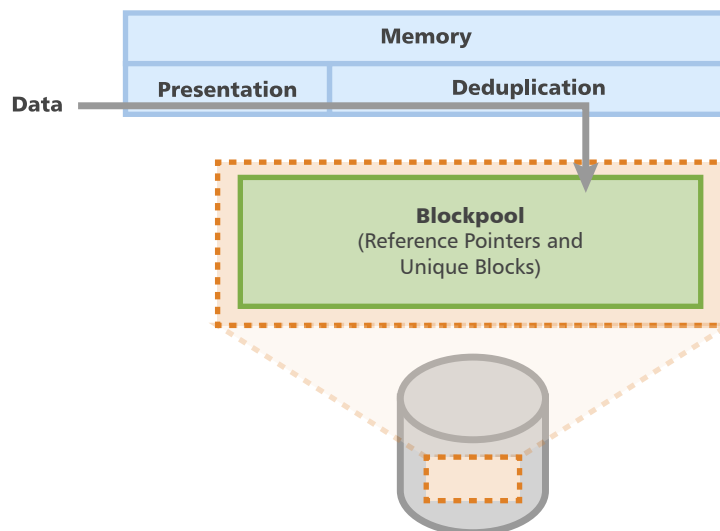 Memory
Presentation
Deduplication
Data
Blockpool
(Reference Pointers and
Unique Blocks)